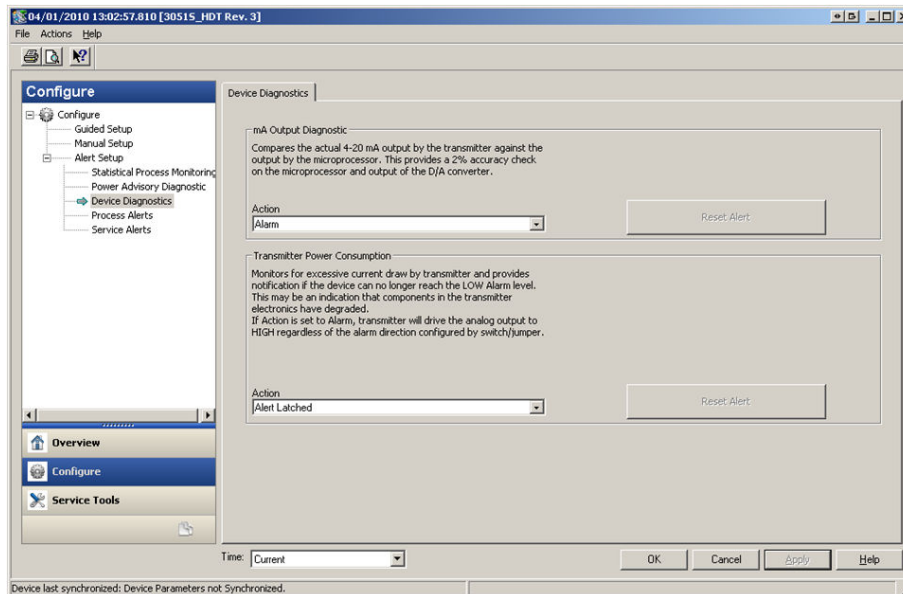 04/01/2010 13:02:57.810 [3051S_HDT Rev. 3]
File Actions Help
Configure
Configure
Guided Setup
Manual Setup
Alert Setup
Statistical Process Monitoring
Power Advisory Diagnostic
Device Diagnostics
Process Alerts
Service Alerts
Overview
Configure
Service Tools
Device Diagnostics
mA Output Diagnostic
Compares the actual 4-20 mA output by the transmitter against the
output by the microprocessor. This provides a 2% accuracy check
on the microprocessor and output of the D/A converter.
Action
Alarm
Reset Alert
Transmitter Power Consumption
Monitors for excessive current draw by transmitter and provides
notification if the device can no longer reach the LOW Alarm level.
This may be an indication that components in the transmitter
electronics have degraded.
If Action is set to Alarm, transmitter will drive the analog output to
HIGH regardless of the alarm direction configured by switch/jumper.
Action
Alert Latched
Reset Alert
Time: Current
OK Cancel Apply Help
Device last synchronized: Device Parameters not Synchronized.